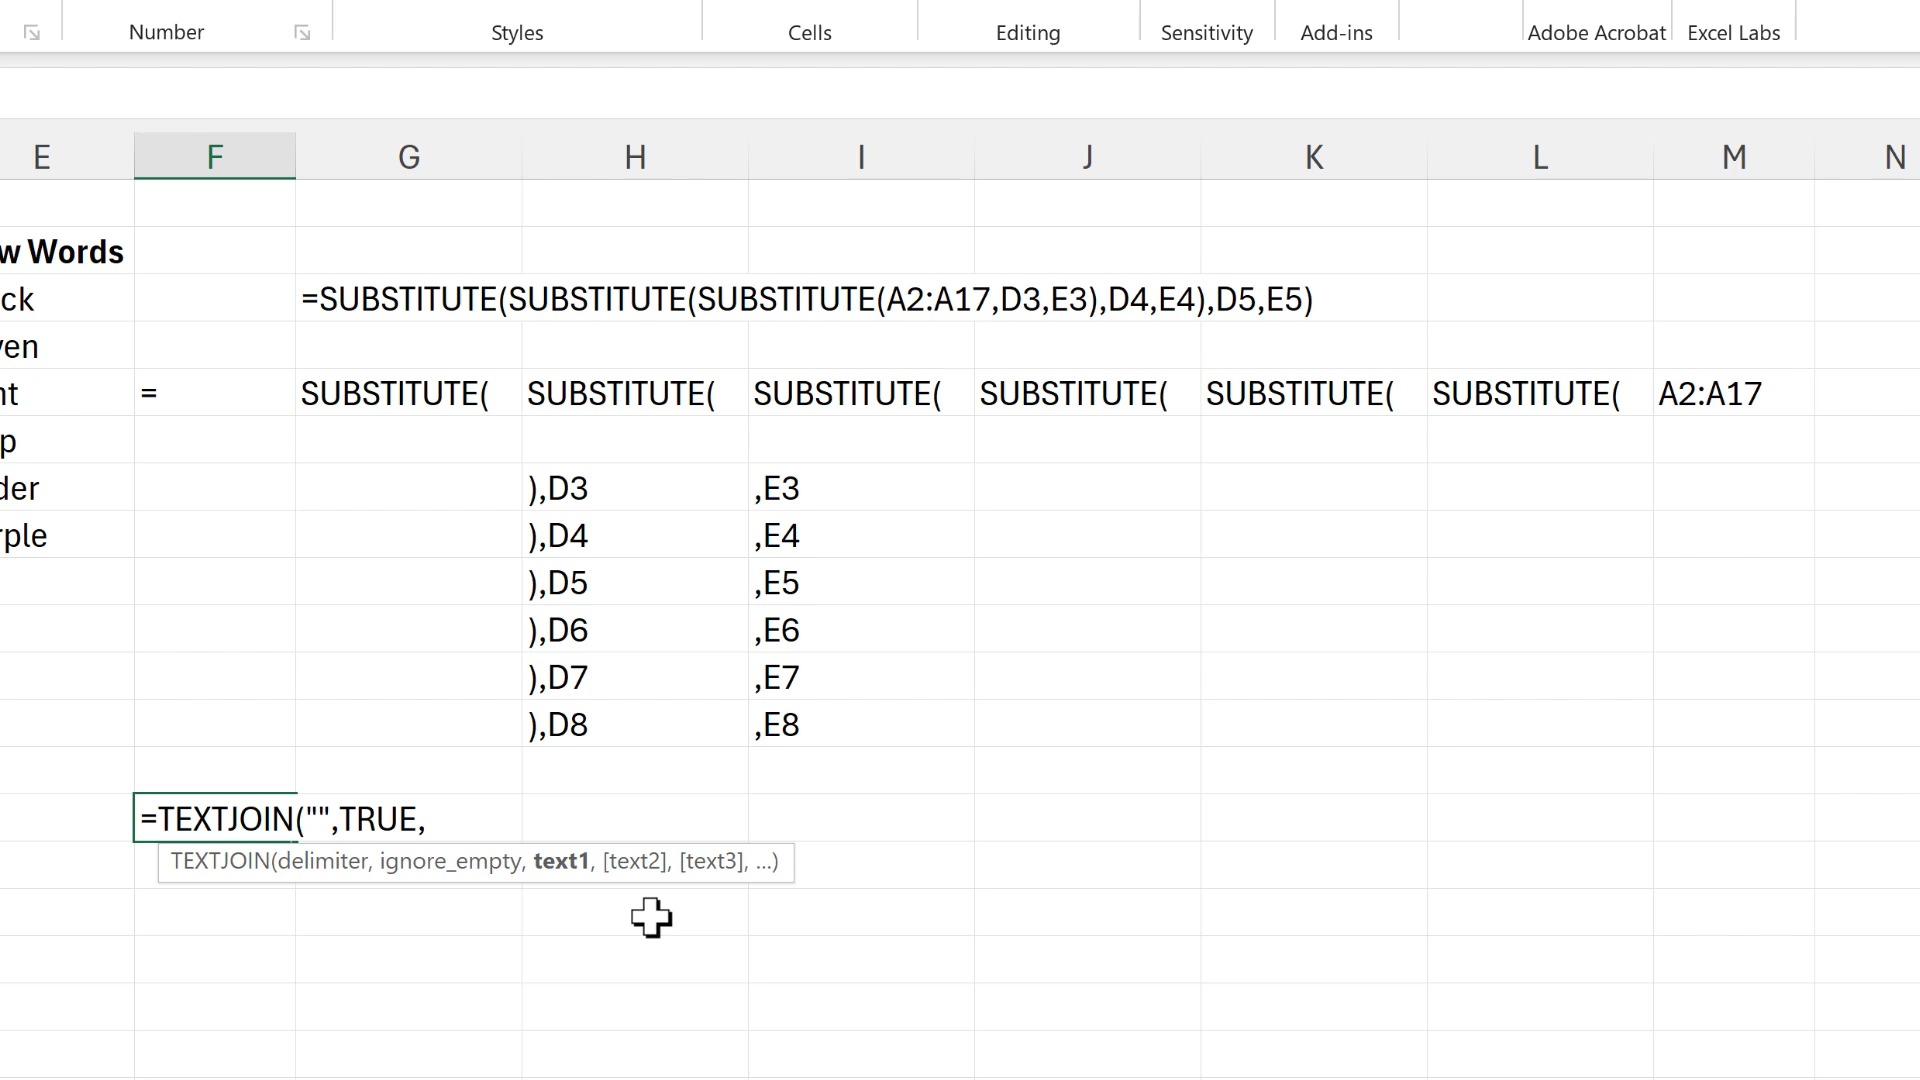 Number Styles Cells Editing Sensitivity Add-ins Adobe Acrobat Excel Labs
E F G H I J K L M N
w Words
ck =SUBSTITUTE(SUBSTITUTE(SUBSTITUTE(A2:A17,D3,E3),D4,E4),D5,E5)
ven
nt = SUBSTITUTE( SUBSTITUTE( SUBSTITUTE( SUBSTITUTE( SUBSTITUTE( SUBSTITUTE( A2:A17
p
der ),D3 ,E3
rple ),D4 ,E4
),D5 ,E5
),D6 ,E6
),D7 ,E7
),D8 ,E8
=TEXTJOIN("",TRUE,
TEXTJOIN(delimiter, ignore_empty, text1, [text2], [text3], ...)